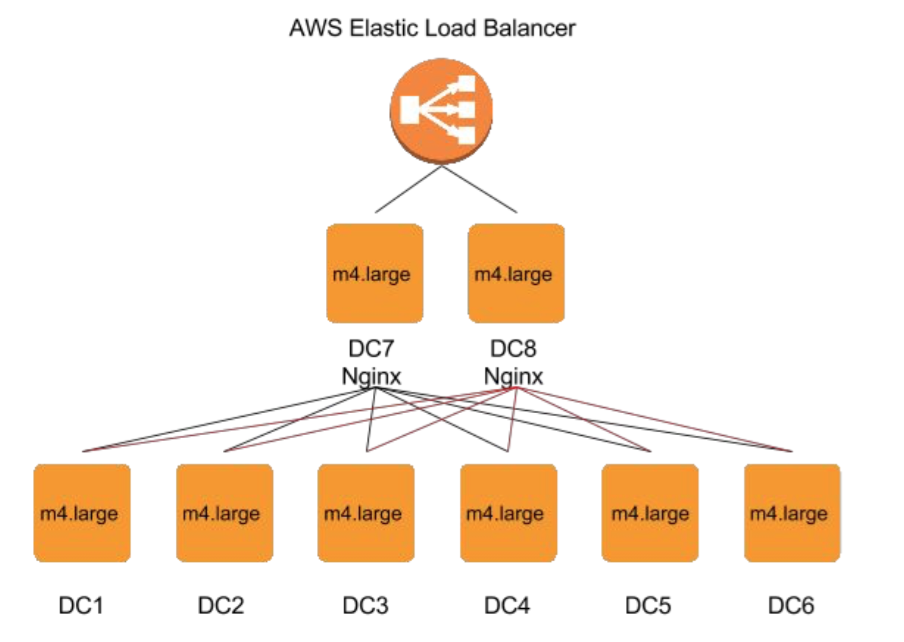 AWS Elastic Load Balancer
m4.large
m4.large
DC7
Nginx
DC8
Nginx
m4.large
m4.large
m4.large
m4.large
m4.large
m4.large
DC1
DC2
DC3
DC4
DC5
DC6